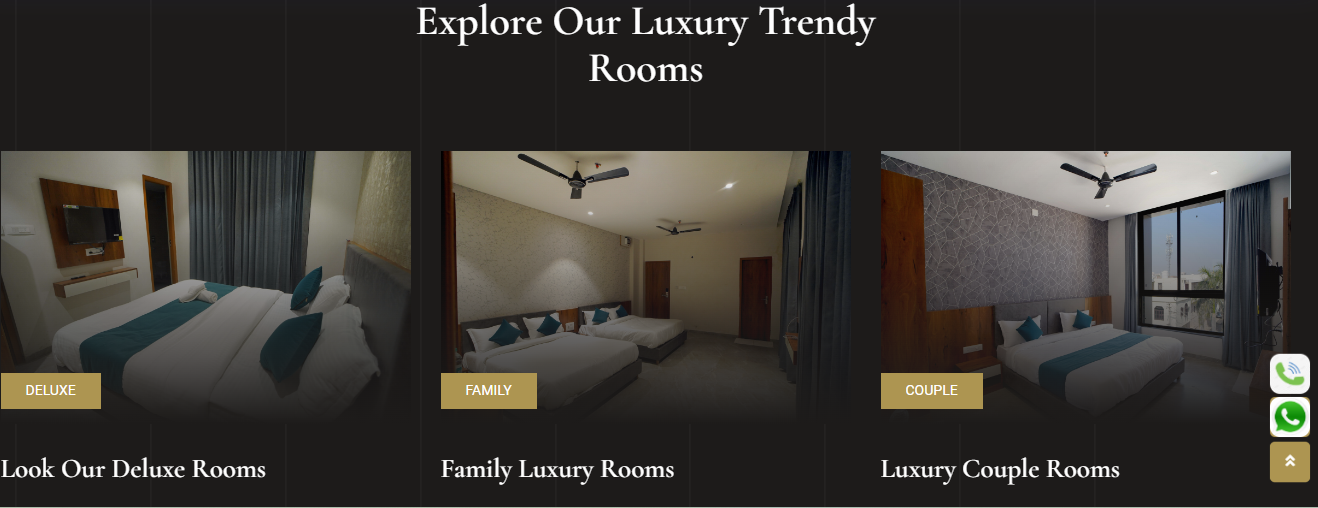 Explore Our Luxury Trendy
Rooms
DELUXE
FAMILY
COUPLE
Look Our Deluxe Rooms
Family Luxury Rooms
Luxury Couple Rooms